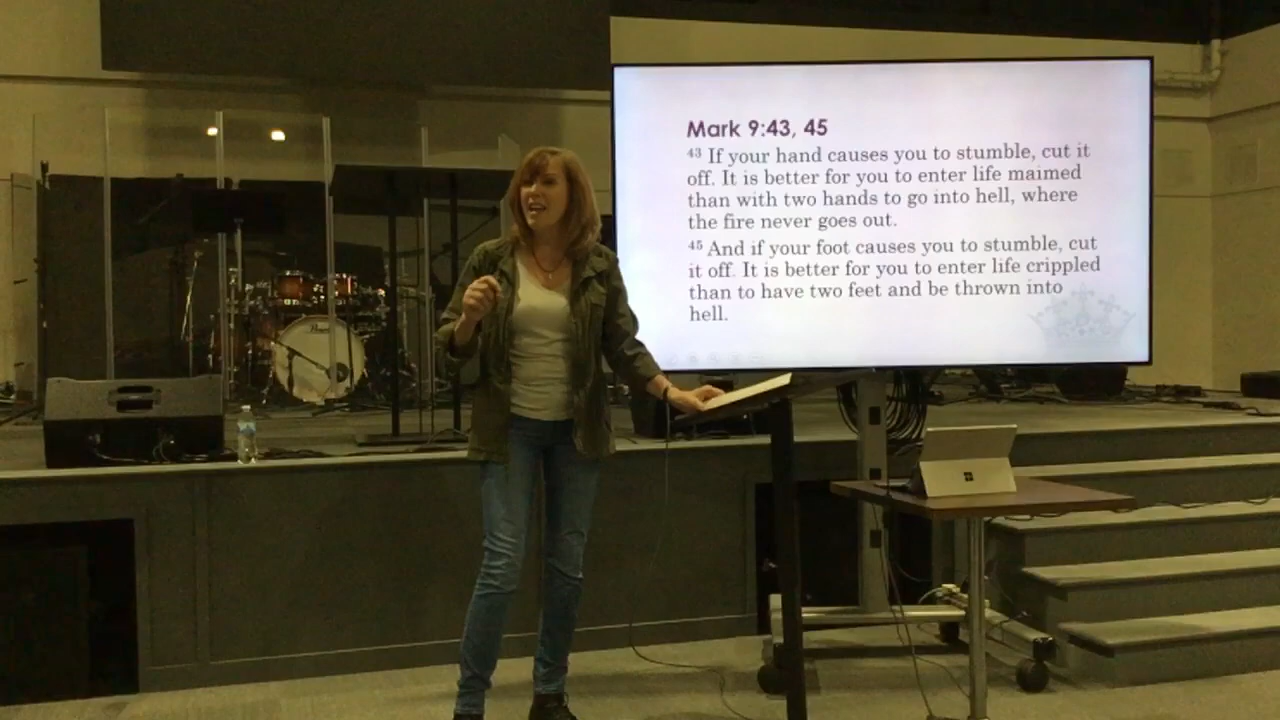 Mark 9:43, 45
⁴³ If your hand causes you to stumble, cut it
off. It is better for you to enter life maimed
than with two hands to go into hell, where
the fire never goes out.
⁴⁵ And if your foot causes you to stumble, cut
it off. It is better for you to enter life crippled
than to have two feet and be thrown into
hell.